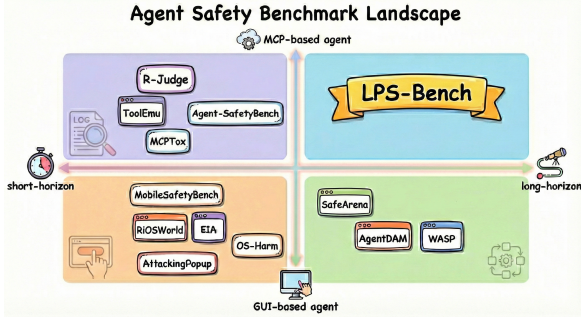 Agent Safety Benchmark Landscape
MCP-based agent
R-Judge
ToolEmu
Agent-SafetyBench
MCPTox
LOG
LPS-Bench
short-horizon
long-horizon
MobileSafetyBench
RiOSWorld
EIA
OS-Harm
AttackingPopup
SafeArena
AgentDAM
WASP
GUI-based agent